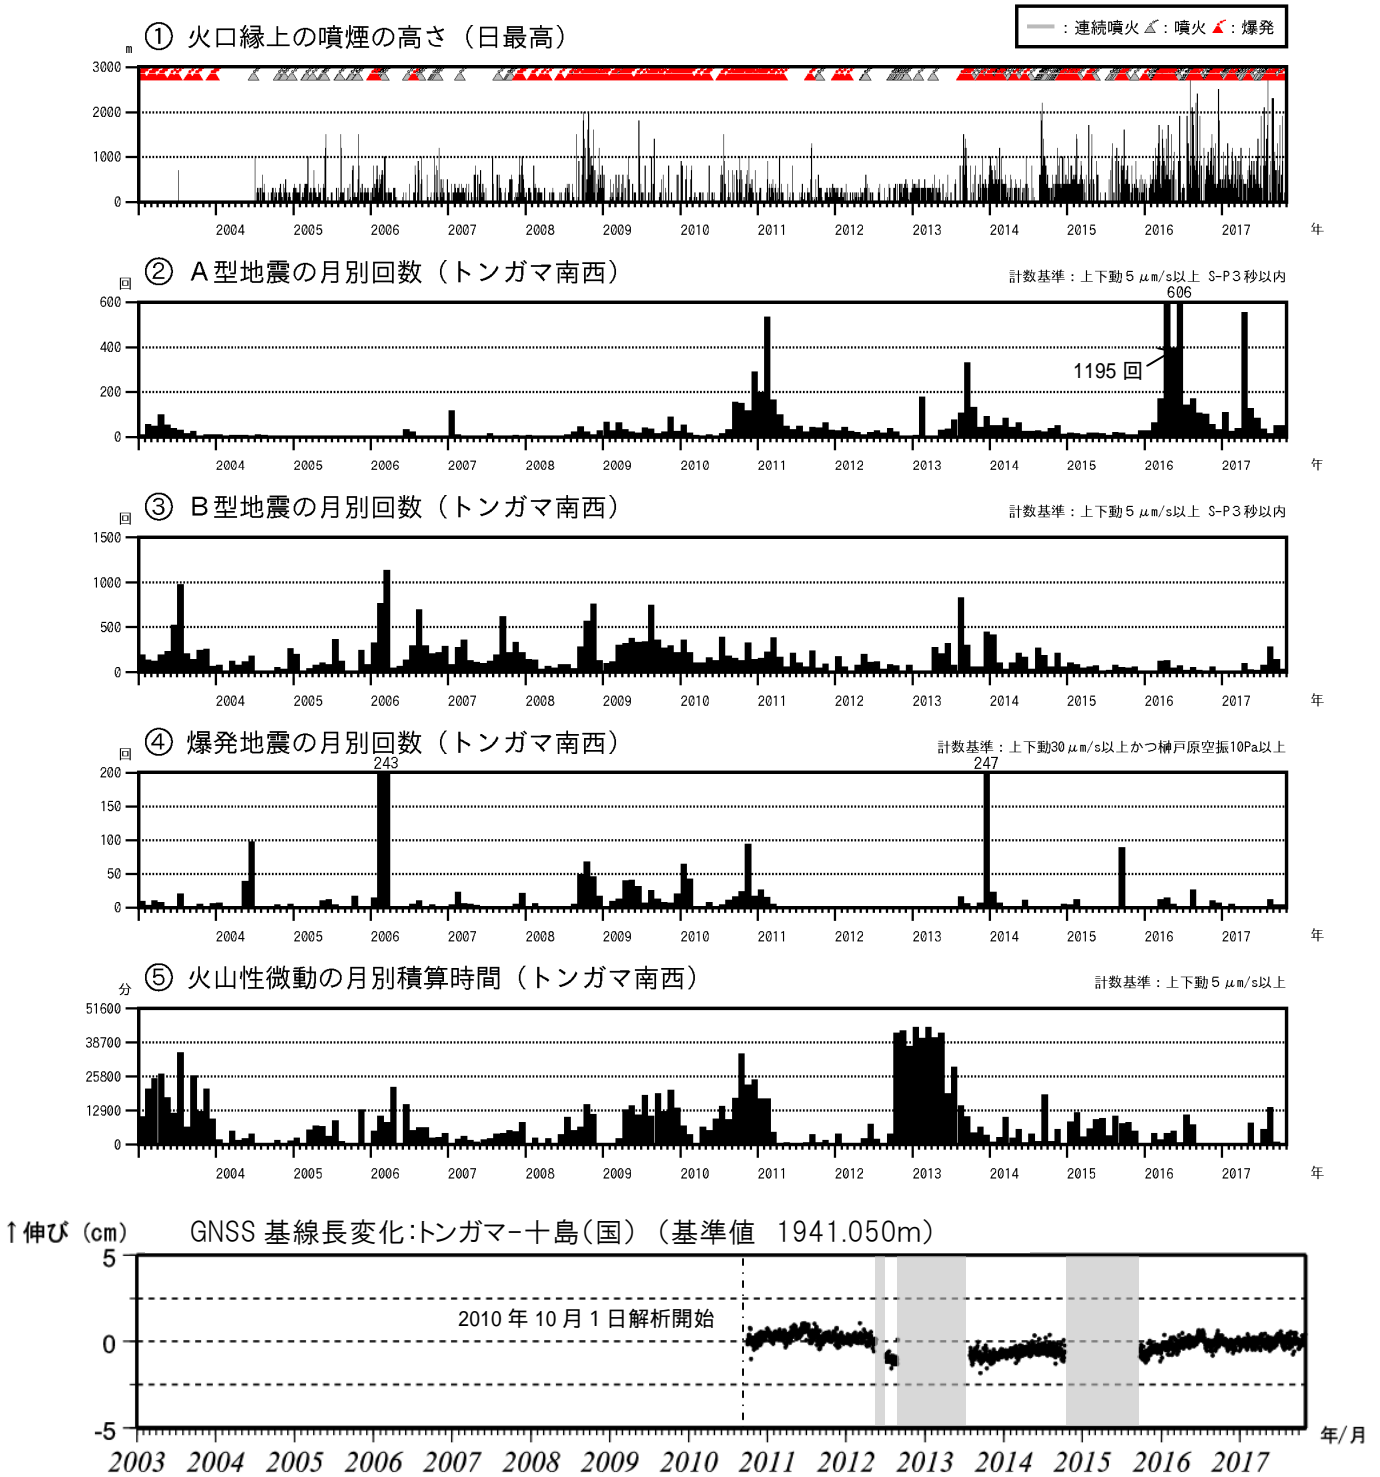 ：連続噴火 ：噴火 ：爆発
① 火口縁上の噴煙の高さ（日最高）
m
3000
2000
1000
0
2004 2005 2006 2007 2008 2009 2010 2011 2012 2013 2014 2015 2016 2017 年
② A型地震の月別回数（トンガマ南西）
計数基準：上下動5μm/s以上 S-P3秒以内
回
606
600
400
1195 回
200
0
2004 2005 2006 2007 2008 2009 2010 2011 2012 2013 2014 2015 2016 2017 年
③ B型地震の月別回数（トンガマ南西）
計数基準：上下動5μm/s以上 S-P3秒以内
回
1500
1000
500
0
2004 2005 2006 2007 2008 2009 2010 2011 2012 2013 2014 2015 2016 2017 年
④ 爆発地震の月別回数（トンガマ南西）
計数基準：上下動30μm/s以上かつ榊戸原空振10Pa以上
回
243 247
200
150
100
50
0
2004 2005 2006 2007 2008 2009 2010 2011 2012 2013 2014 2015 2016 2017 年
⑤ 火山性微動の月別積算時間（トンガマ南西）
計数基準：上下動5μm/s以上
分
51600
38700
25800
12900
0
2004 2005 2006 2007 2008 2009 2010 2011 2012 2013 2014 2015 2016 2017 年
↑伸び (cm) GNSS 基線長変化：トンガマ－十島（国）（基準値 1941.050m）
5
2010 年 10 月 1 日解析開始
0
-5
年/月
2003 2004 2005 2006 2007 2008 2009 2010 2011 2012 2013 2014 2015 2016 2017